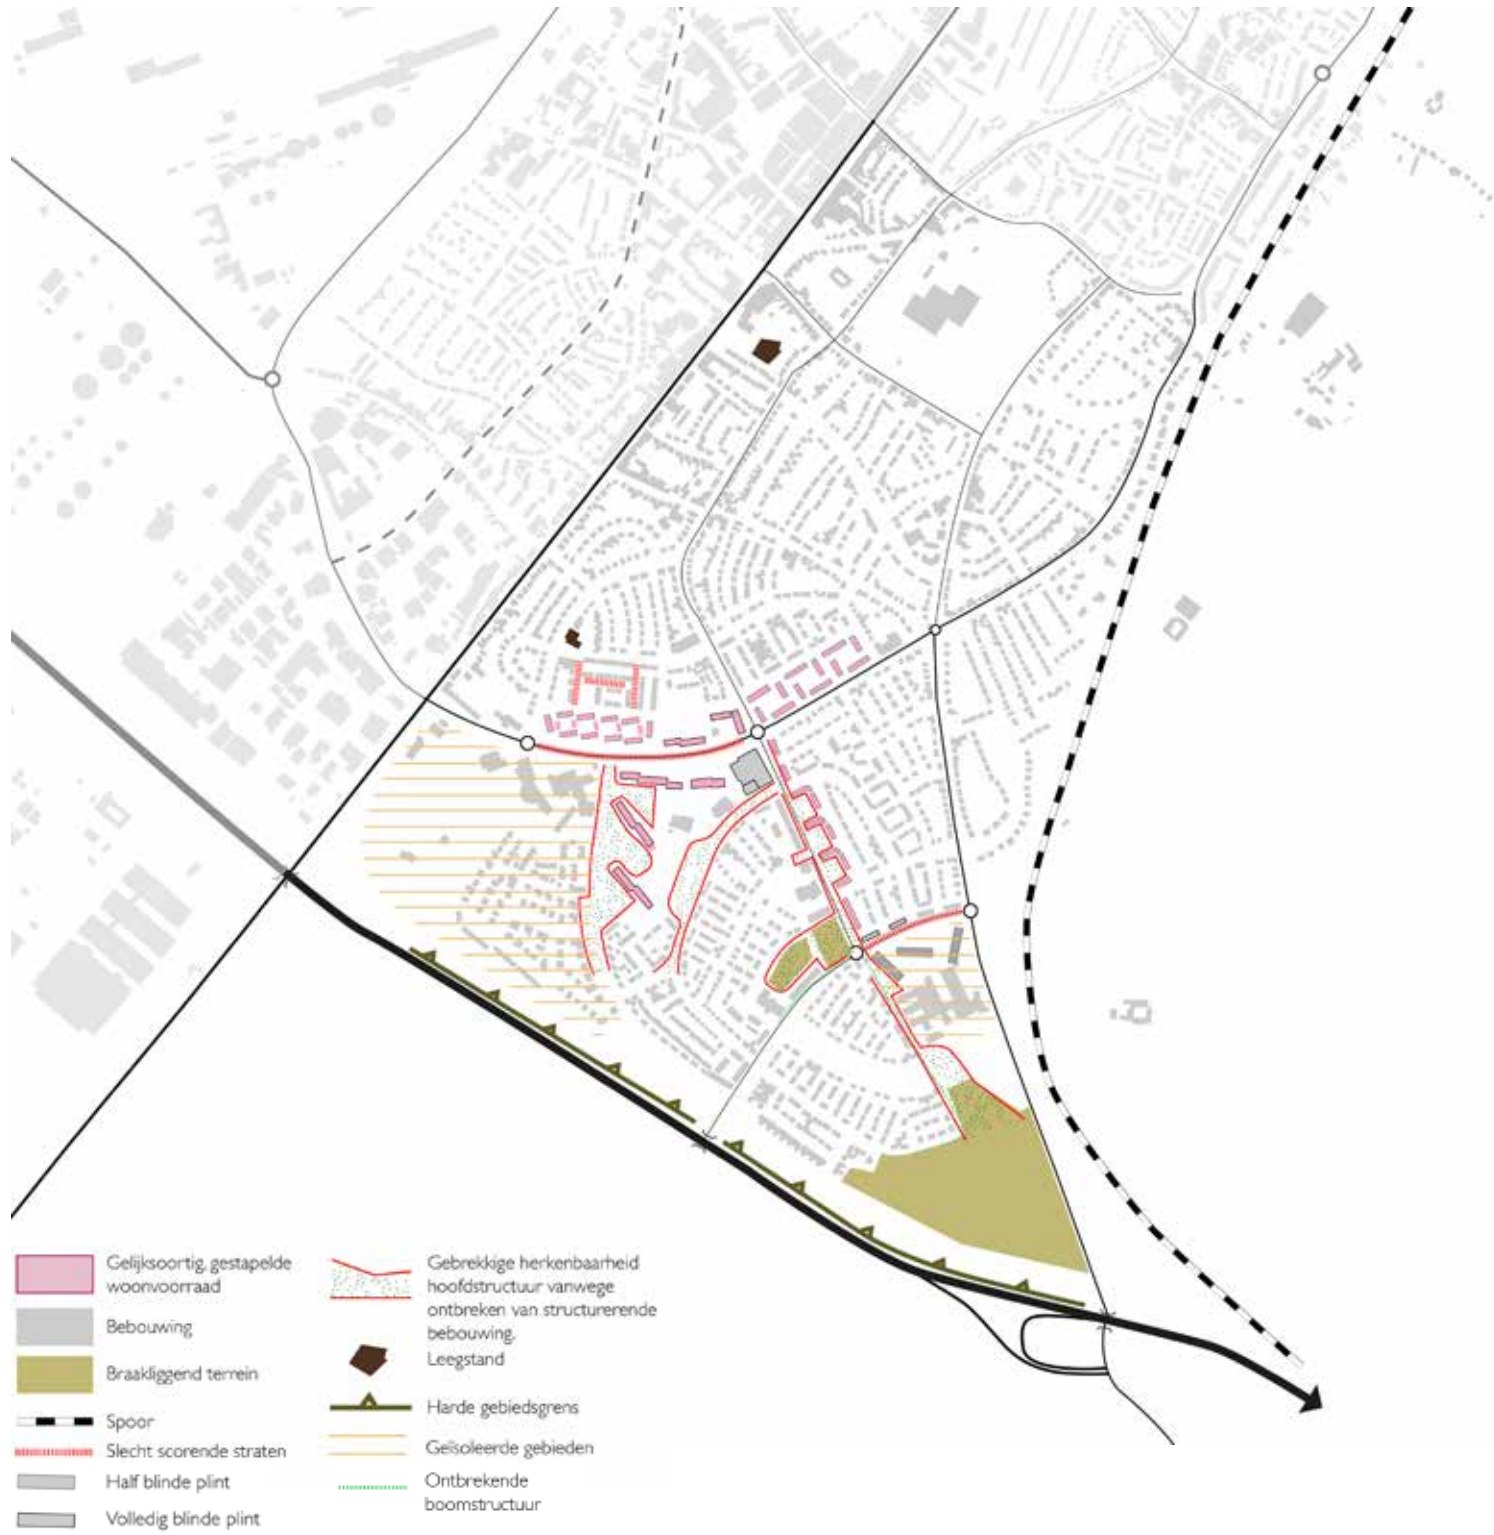 Gelijksoortig, gestapelde
woonvoorraad
Bebouwing
Braakliggend terrein
Spoor
Slecht scorende straten
Half blinde plint
Volledig blinde plint
Gebrekkige herkenbaarheid
hoofdstructuur vanwege
ontbreken van structurerende
bebouwing.
Leegstand
Harde gebiedsgrens
Geïsoleerde gebieden
Ontbrekende
boomstructuur